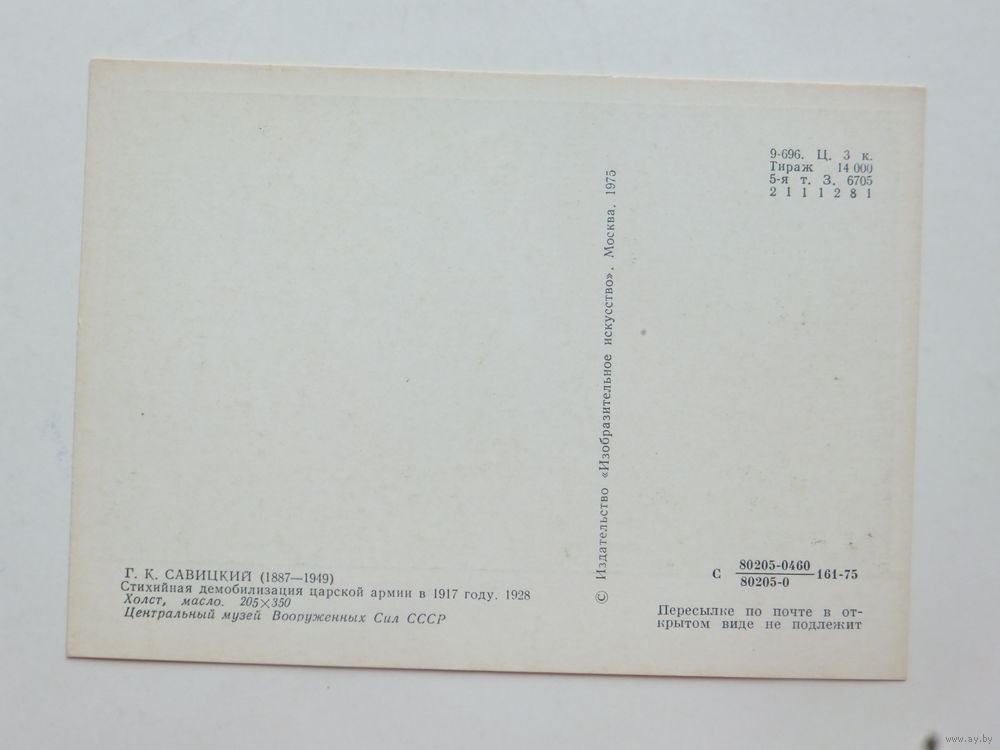 9-696. Ц. 3 к.
Тираж 14 000
5-я т. З. 6705
2 1 1 1 2 8 1
© Издательство «Изобразительное искусство». Москва. 1975
Г. К. САВИЦКИЙ (1887—1949)
Стихийная демобилизация царской армии в 1917 году. 1928
Холст, масло. 205×350
Центральный музей Вооруженных Сил СССР
С 80205-0460/80205-0 161-75
Пересылке по почте в от-
крытом виде не подлежит
www.ay.by